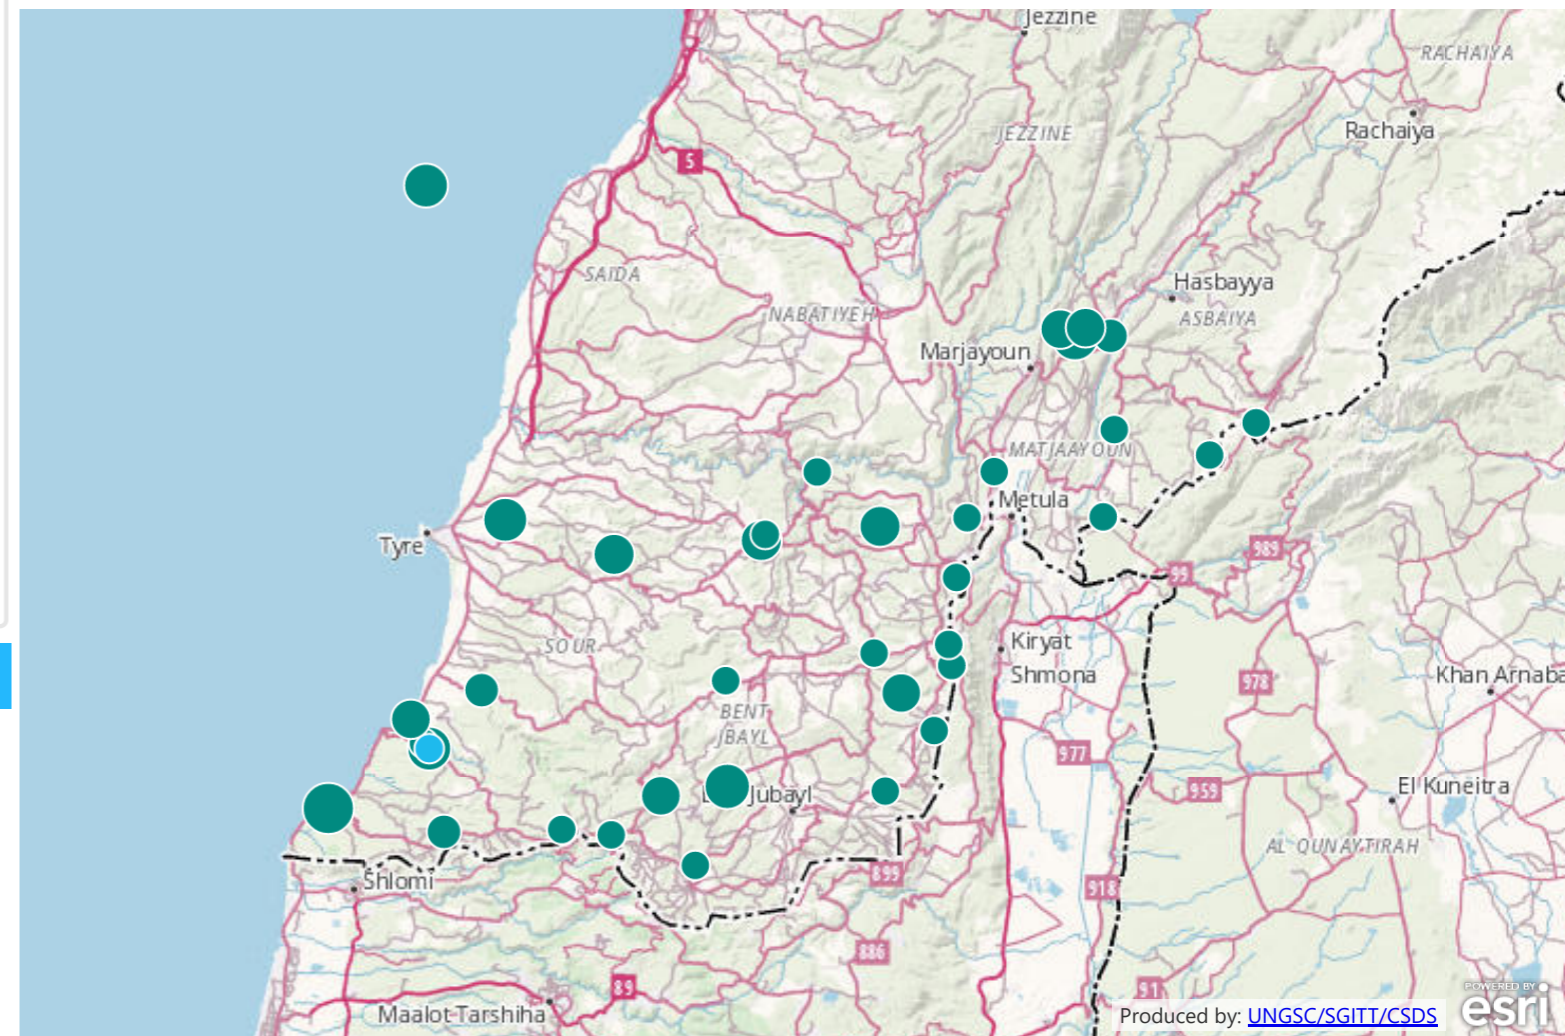 Jezzine
RACHAIYA
Rachaiya
JEZZINE
5
SAIDA
Hasbayya
ASBAIYA
NABATIYEH
Marjayoun
MATJAAYOUN
Metula
Tyre
989
99
SOUR
Kiryat
Shmona
978
Khan Arnaba
BENT
JBAYL
977
959
El Kuneitra
Jubayl
AL QUNAYTIRAH
899
918
Shlomi
886
89
91
Maalot Tarshiha
POWERED BY
esri
Produced by: UNGSC/SGITT/CSDS